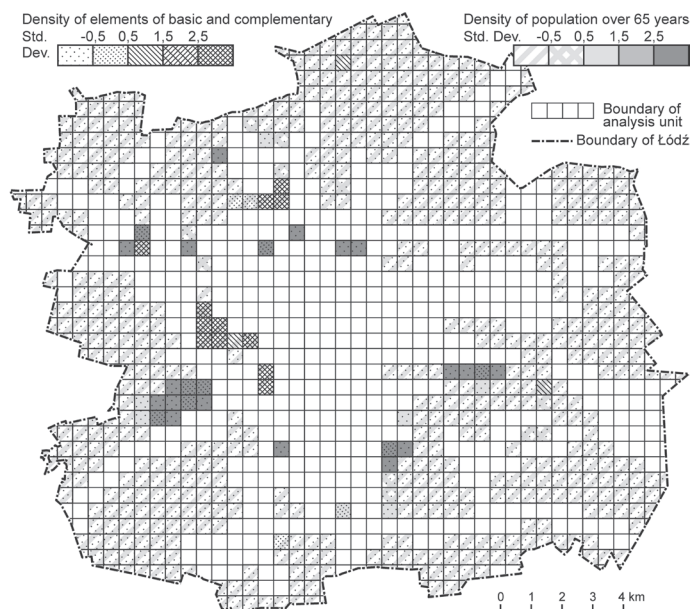 Density of elements of basic and complementary
Std. -0,5 0,5 1,5 2,5
Dev.
Density of population over 65 years
Std. Dev. -0,5 0,5 1,5 2,5
Boundary of
analysis unit
Boundary of Łódź
0 1 2 3 4 km